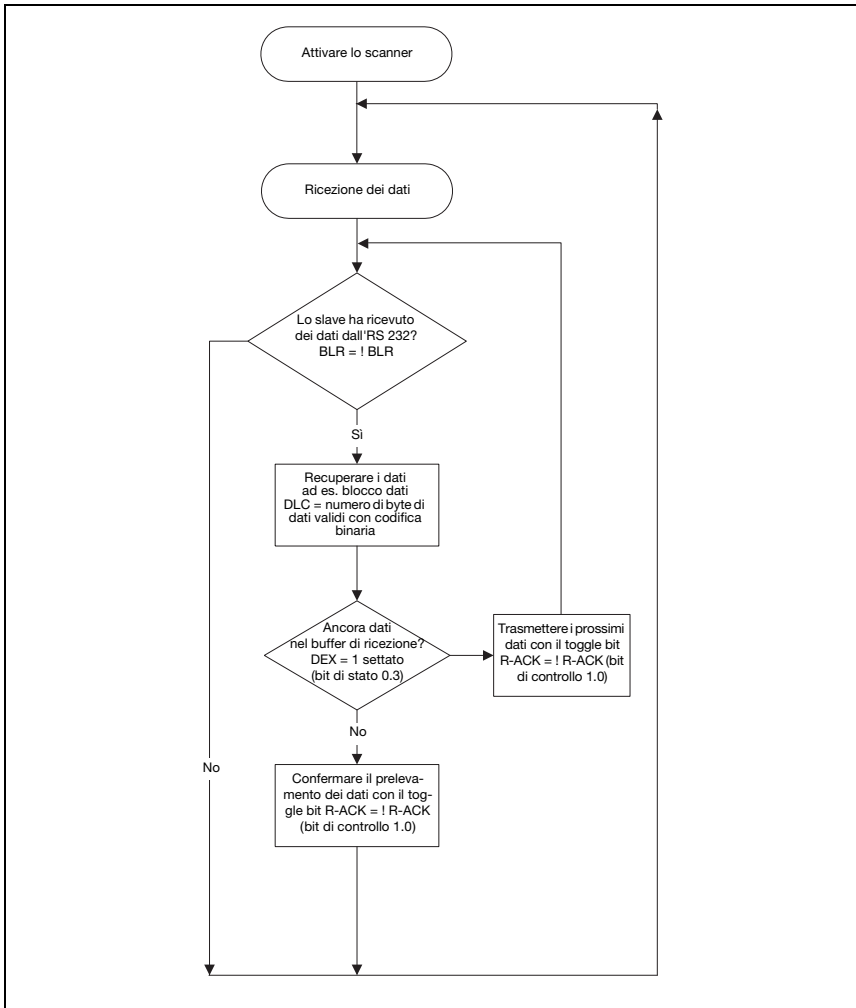 Attivare lo scanner
Ricezione dei dati
Lo slave ha ricevuto
dei dati dall'RS 232?
BLR = ! BLR
Sì
Recuperare i dati
ad es. blocco dati
DLC = numero di byte di
dati validi con codifica
binaria
Ancora dati
nel buffer di ricezione?
DEX = 1 settato
(bit di stato 0.3)
Trasmettere i prossimi
dati con il toggle bit
R-ACK = ! R-ACK (bit
di controllo 1.0)
No
No
Confermare il preleva-
mento dei dati con il tog-
gle bit R-ACK = ! R-ACK
(bit di controllo 1.0)